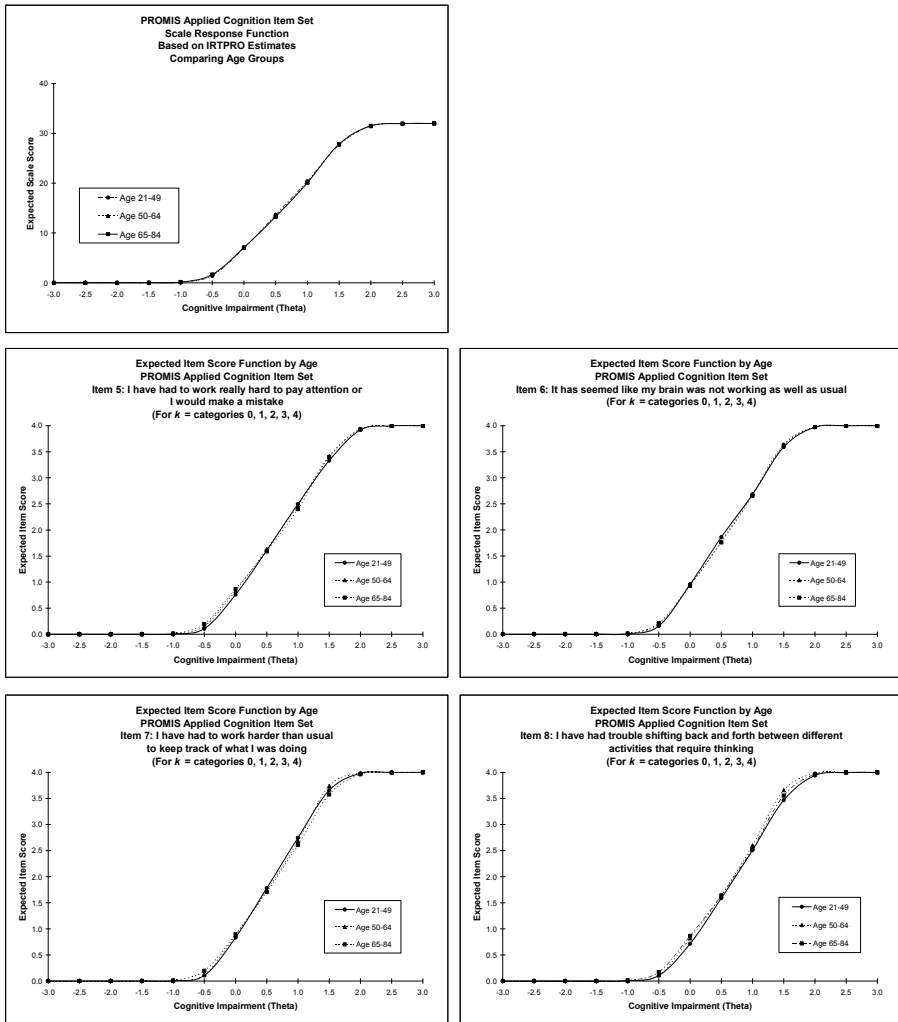 PROMIS Applied Cognition Item Set
Scale Response Function
Based on IRTPRO Estimates
Comparing Age Groups
Expected Scale Score
40
30
20
10
0
Age 21-49
Age 50-64
Age 65-84
-3.0 -2.5 -2.0 -1.5 -1.0 -0.5 0.0 0.5 1.0 1.5 2.0 2.5 3.0
Cognitive Impairment (Theta)
Expected Item Score Function by Age
PROMIS Applied Cognition Item Set
Item 5: I have had to work really hard to pay attention or
I would make a mistake
(For k = categories 0, 1, 2, 3, 4)
Expected Item Score
4.0
3.5
3.0
2.5
2.0
1.5
1.0
0.5
0.0
Age 21-49
Age 50-64
Age 65-84
-3.0 -2.5 -2.0 -1.5 -1.0 -0.5 0.0 0.5 1.0 1.5 2.0 2.5 3.0
Cognitive Impairment (Theta)
Expected Item Score Function by Age
PROMIS Applied Cognition Item Set
Item 6: It has seemed like my brain was not working as well as usual
(For k = categories 0, 1, 2, 3, 4)
Expected Item Score
4.0
3.5
3.0
2.5
2.0
1.5
1.0
0.5
0.0
Age 21-49
Age 50-64
Age 65-84
-3.0 -2.5 -2.0 -1.5 -1.0 -0.5 0.0 0.5 1.0 1.5 2.0 2.5 3.0
Cognitive Impairment (Theta)
Expected Item Score Function by Age
PROMIS Applied Cognition Item Set
Item 7: I have had to work harder than usual
to keep track of what I was doing
(For k = categories 0, 1, 2, 3, 4)
Expected Item Score
4.0
3.5
3.0
2.5
2.0
1.5
1.0
0.5
0.0
Age 21-49
Age 50-64
Age 65-84
-3.0 -2.5 -2.0 -1.5 -1.0 -0.5 0.0 0.5 1.0 1.5 2.0 2.5 3.0
Cognitive Impairment (Theta)
Expected Item Score Function by Age
PROMIS Applied Cognition Item Set
Item 8: I have had trouble shifting back and forth between different
activities that require thinking
(For k = categories 0, 1, 2, 3, 4)
Expected Item Score
4.0
3.5
3.0
2.5
2.0
1.5
1.0
0.5
0.0
Age 21-49
Age 50-64
Age 65-84
-3.0 -2.5 -2.0 -1.5 -1.0 -0.5 0.0 0.5 1.0 1.5 2.0 2.5 3.0
Cognitive Impairment (Theta)